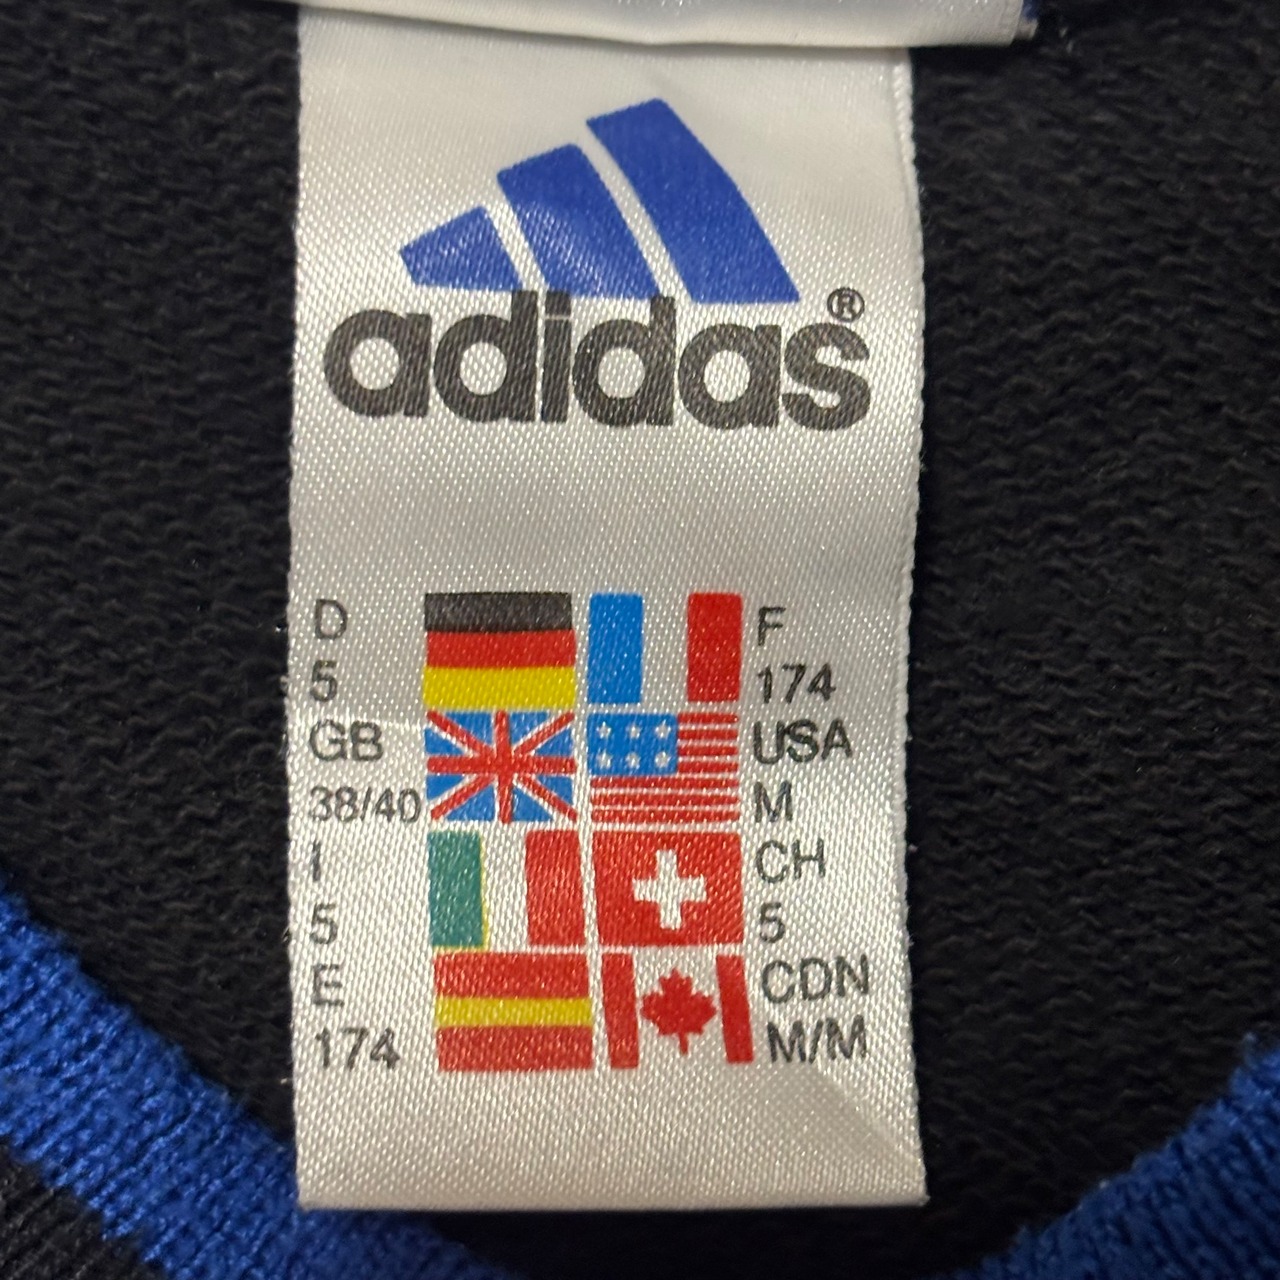 adidas®
D
5
GB
38/40
I
5
E
174
F
174
USA
M
CH
5
CDN
M/M